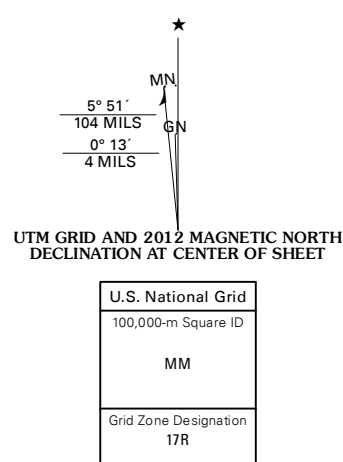 MN
5° 51´
104 MILS
GN
0° 13´
4 MILS
UTM GRID AND 2012 MAGNETIC NORTH
DECLINATION AT CENTER OF SHEET
U.S. National Grid
100,000-m Square ID
MM
Grid Zone Designation
17R